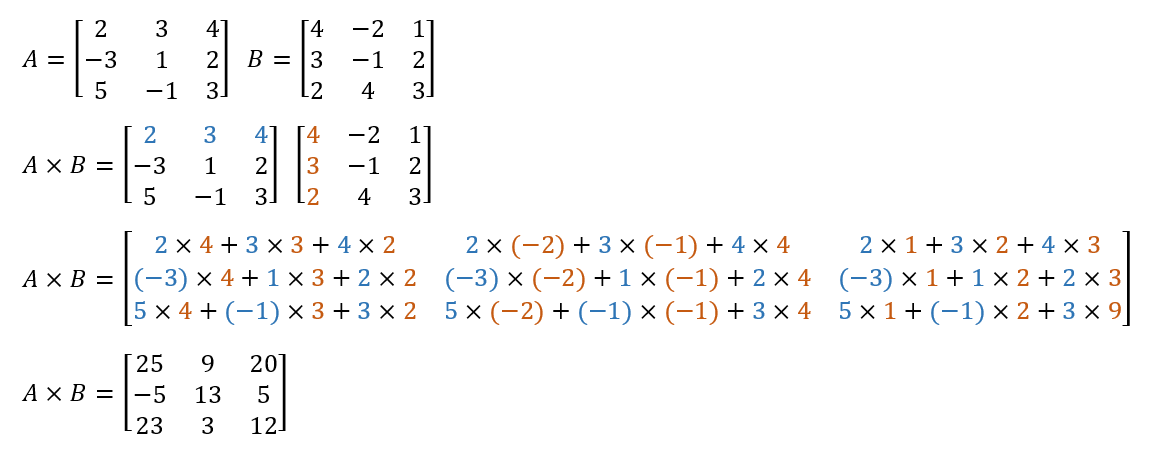 A = [2 3 4] B = [4 −2 1]
[−3 1 2] [3 −1 2]
[5 −1 3] [2 4 3]
A × B = [2 3 4] [4 −2 1]
[−3 1 2] [3 −1 2]
[5 −1 3] [2 4 3]
A × B = [2 × 4 + 3 × 3 + 4 × 2 2 × (−2) + 3 × (−1) + 4 × 4 2 × 1 + 3 × 2 + 4 × 3]
[(−3) × 4 + 1 × 3 + 2 × 2 (−3) × (−2) + 1 × (−1) + 2 × 4 (−3) × 1 + 1 × 2 + 2 × 3]
[5 × 4 + (−1) × 3 + 3 × 2 5 × (−2) + (−1) × (−1) + 3 × 4 5 × 1 + (−1) × 2 + 3 × 9]
A × B = [25 9 20]
[−5 13 5]
[23 3 12]